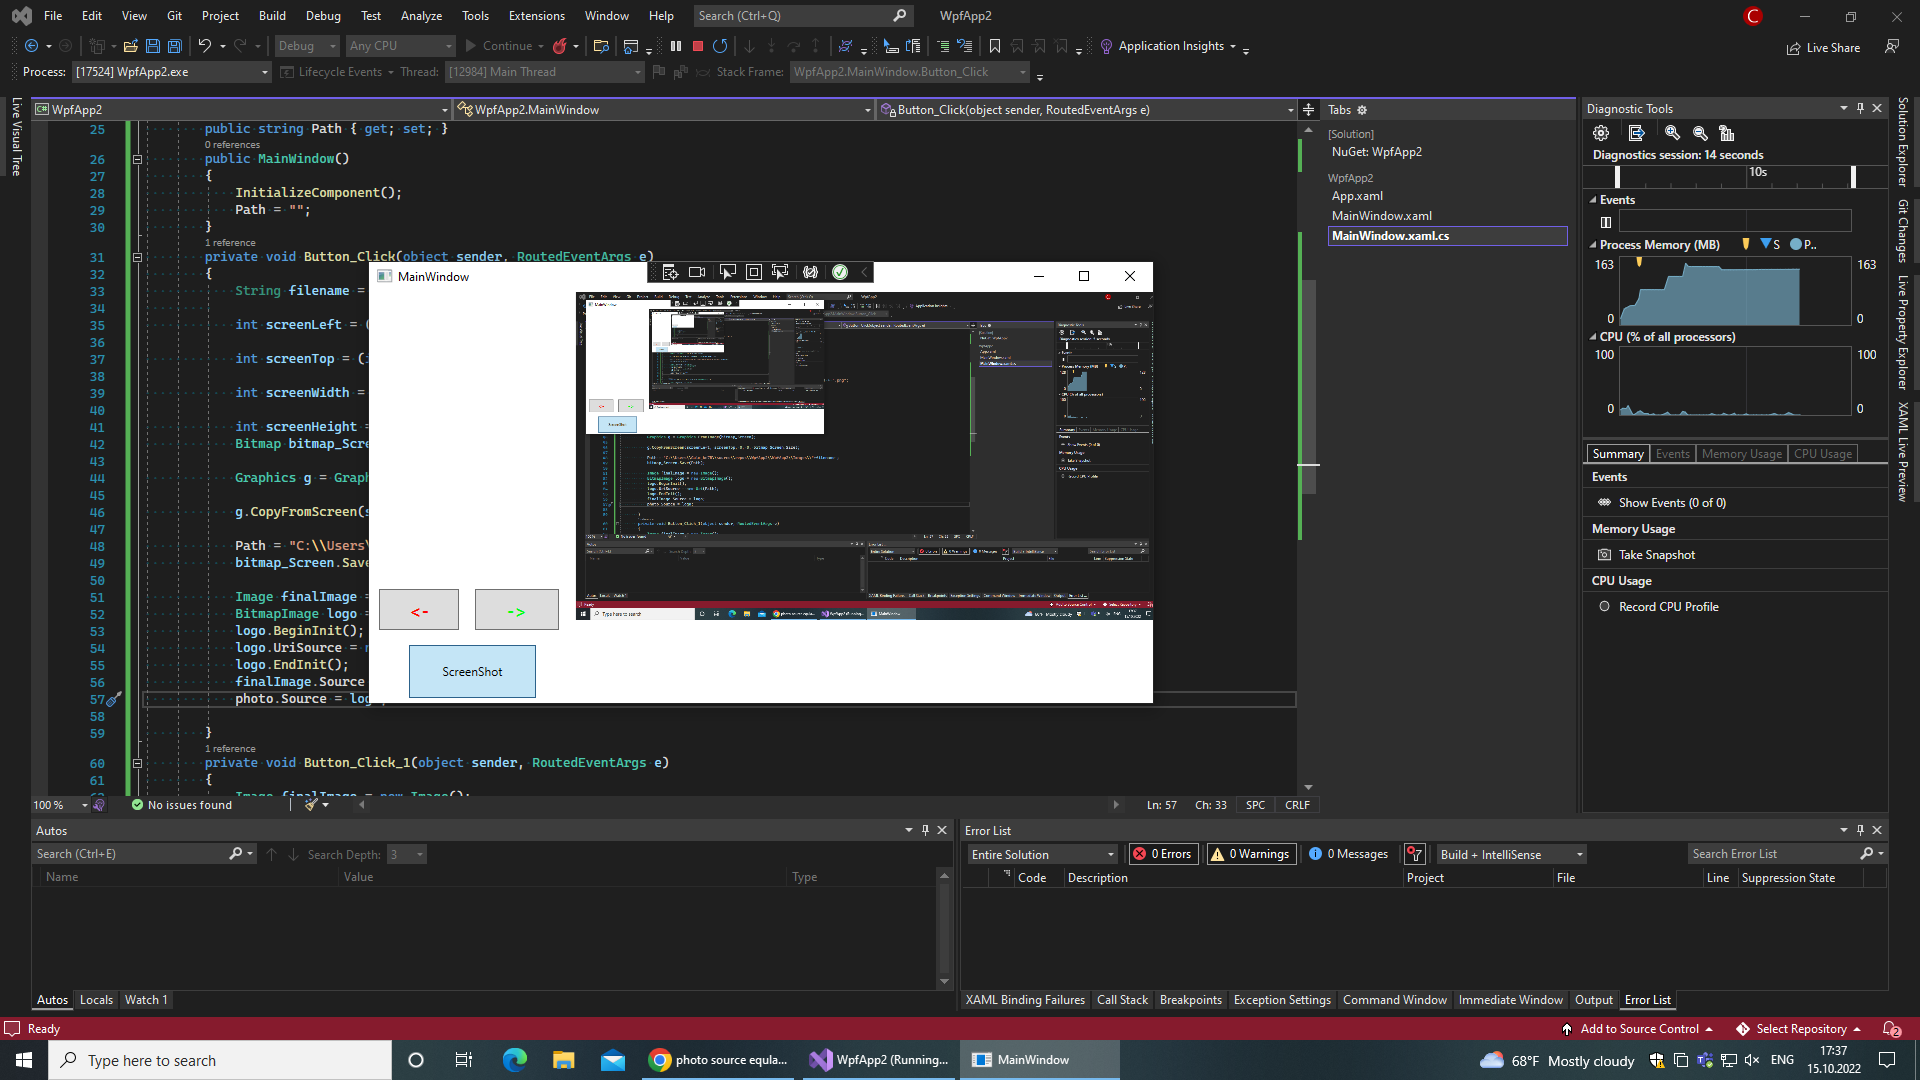 File Edit View Git Project Build Debug Test Analyze Tools Extensions Window Help Search (Ctrl+Q) WpfApp2 C
Debug Any CPU Continue Application Insights Live Share
Process: [17524] WpfApp2.exe Lifecycle Events Thread: [12984] Main Thread Stack Frame: WpfApp2.MainWindow.Button_Click
Live Visual Tree
C# WpfApp2 WpfApp2.MainWindow Button_Click(object sender, RoutedEventArgs e)
25 public string Path { get; set; }
0 references
26 public MainWindow()
27 {
28 InitializeComponent();
29 Path = "";
30 }
1 reference
31 private void Button_Click(object sender, RoutedEventArgs e)
32 {
33 String filename =
34
35 int screenLeft =
36
37 int screenTop =
38
39 int screenWidth =
40
41 int screenHeight =
42 Bitmap bitmap_Scre
43
44 Graphics g = Graph
45
46 g.CopyFromScreen(s
47
48 Path = "C:\\Users\
49 bitmap_Screen.Save
50
51 Image finalImage =
52 BitmapImage logo =
53 logo.BeginInit();
54 logo.UriSource =
55 logo.EndInit();
56 finalImage.Source
57 photo.Source = log
58
59 }
1 reference
60 private void Button_Click_1(object sender, RoutedEventArgs e)
61 {
Image finalImage = new Image();
MainWindow
<- ->
ScreenShot
100 % No issues found Ln: 57 Ch: 33 SPC CRLF
Tabs
[Solution]
NuGet: WpfApp2
WpfApp2
App.xaml
MainWindow.xaml
MainWindow.xaml.cs
Diagnostic Tools
Diagnostics session: 14 seconds
10s
Events
Process Memory (MB) S P..
163 163
0 0
CPU (% of all processors)
100 100
0 0
Summary Events Memory Usage CPU Usage
Events
Show Events (0 of 0)
Memory Usage
Take Snapshot
CPU Usage
Record CPU Profile
Solution Explorer
Git Changes
Live Property Explorer
XAML Live Preview
Autos
Search (Ctrl+E) Search Depth: 3
Name Value Type
Autos Locals Watch 1
Error List
Entire Solution 0 Errors 0 Warnings 0 Messages Build + IntelliSense Search Error List
Code Description Project File Line Suppression State
XAML Binding Failures Call Stack Breakpoints Exception Settings Command Window Immediate Window Output Error List
Ready Add to Source Control Select Repository 2
Type here to search photo source equla... WpfApp2 (Running... MainWindow 68°F Mostly cloudy ENG 17:37
15.10.2022